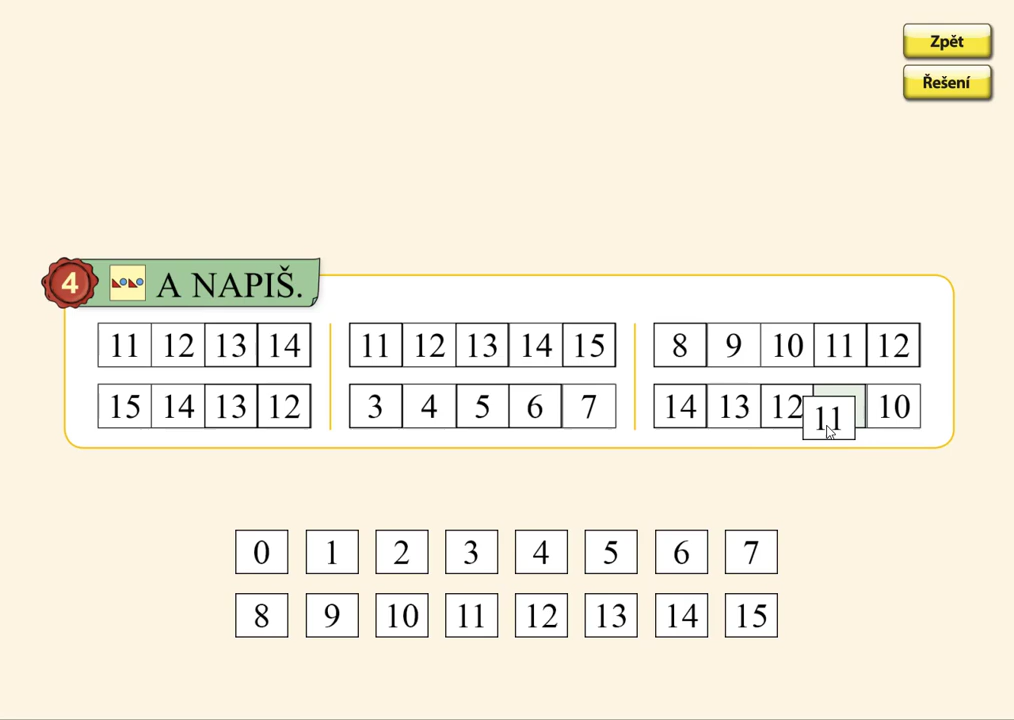 Zpět
Řešení
4 A NAPIŠ.
11 12 13 14 11 12 13 14 15 8 9 10 11 12
15 14 13 12 3 4 5 6 7 14 13 12 11 10
0 1 2 3 4 5 6 7
8 9 10 11 12 13 14 15